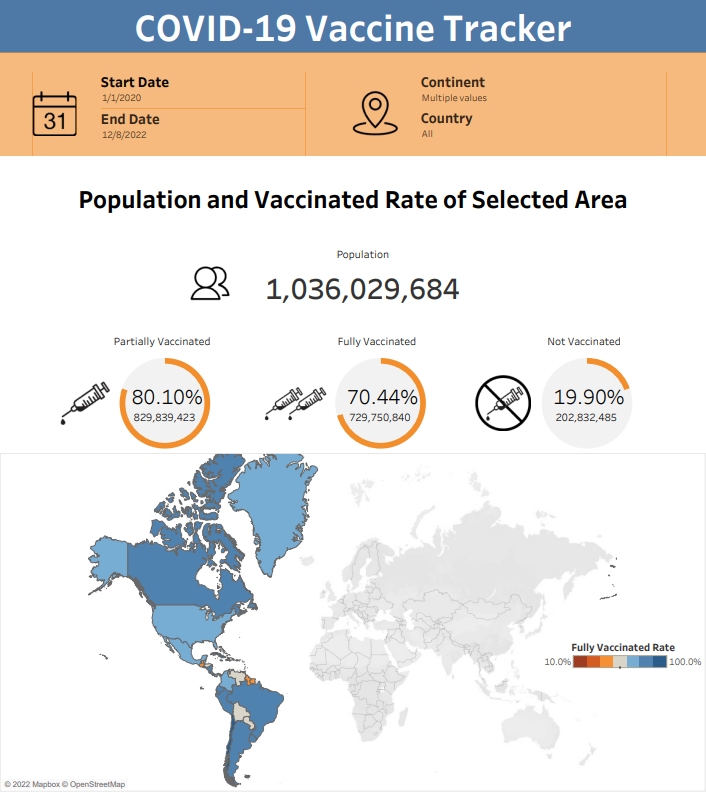 COVID-19 Vaccine Tracker
Start Date
1/1/2020
End Date
12/8/2022
31
Continent
Multiple values
Country
All
Population and Vaccinated Rate of Selected Area
Population
1,036,029,684
Partially Vaccinated
80.10%
829,839,423
Fully Vaccinated
70.44%
729,750,840
Not Vaccinated
19.90%
202,832,485
Fully Vaccinated Rate
10.0% 100.0%
© 2022 Mapbox © OpenStreetMap